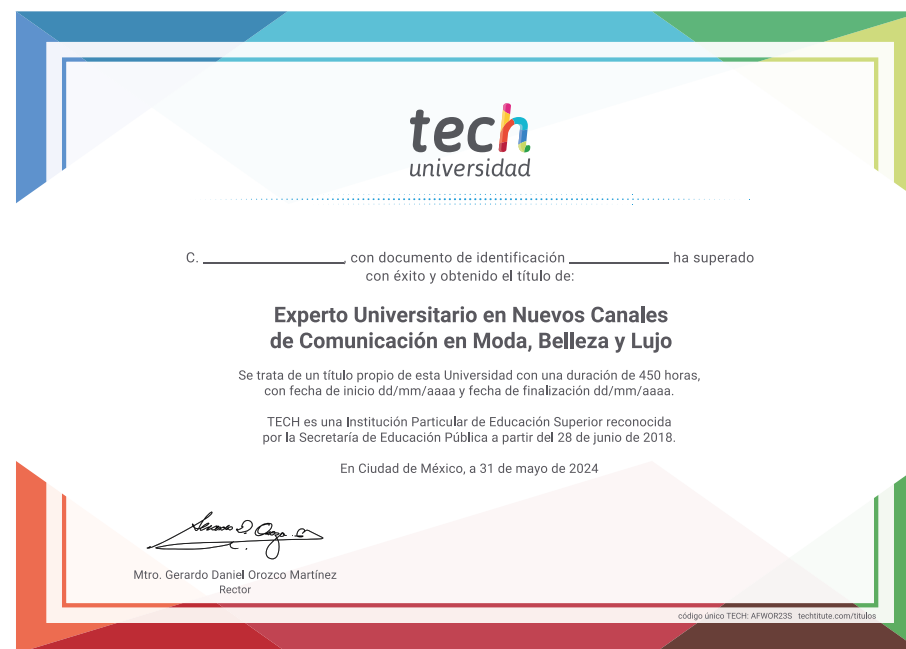 tech
universidad
C. ____________, con documento de identificación ____________ ha superado
con éxito y obtenido el título de:
Experto Universitario en Nuevos Canales
de Comunicación en Moda, Belleza y Lujo
Se trata de un título propio de esta Universidad con una duración de 450 horas,
con fecha de inicio dd/mm/aaaa y fecha de finalización dd/mm/aaaa.
TECH es una Institución Particular de Educación Superior reconocida
por la Secretaría de Educación Pública a partir del 28 de junio de 2018.
En Ciudad de México, a 31 de mayo de 2024
Mtro. Gerardo Daniel Orozco Martínez
Rector
código único TECH: AFWOR23S techtitute.com/titulos